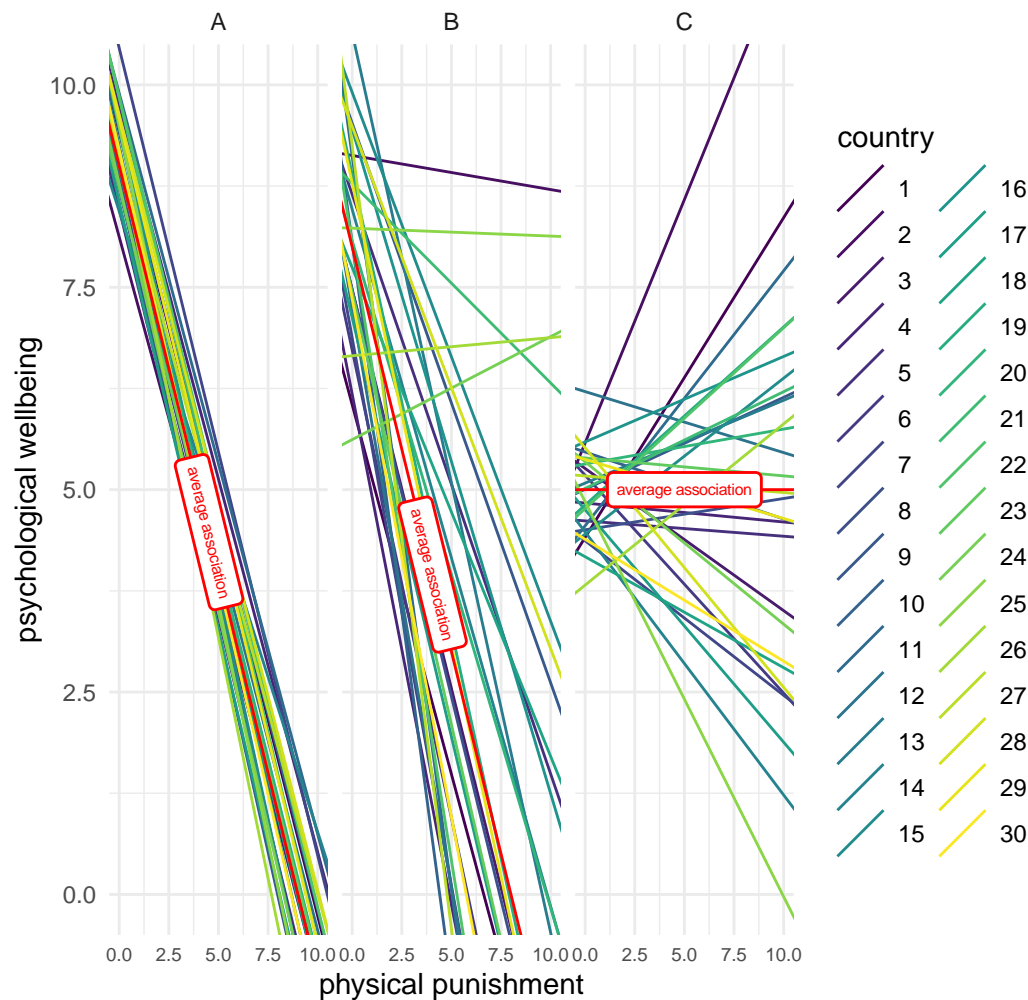 A B C
10.0
7.5
5.0
2.5
0.0
psychological wellbeing
average association
average association
average association
0.0 2.5 5.0 7.5 10.0 0.0 2.5 5.0 7.5 10.0 0.0 2.5 5.0 7.5 10.0
physical punishment
country
1 16
2 17
3 18
4 19
5 20
6 21
7 22
8 23
9 24
10 25
11 26
12 27
13 28
14 29
15 30